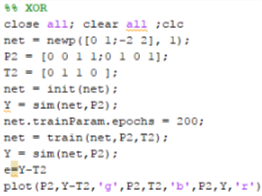 %% XOR
close all; clear all ;clc
net = newp([0 1;-2 2], 1);
P2 = [0 0 1 1;0 1 0 1];
T2 = [0 1 1 0 ];
net = init(net);
Y = sim(net,P2);
net.trainParam.epochs = 200;
net = train(net,P2,T2);
Y = sim(net,P2);
e=Y-T2
plot(P2,Y-T2,'g',P2,T2,'b',P2,Y,'r')